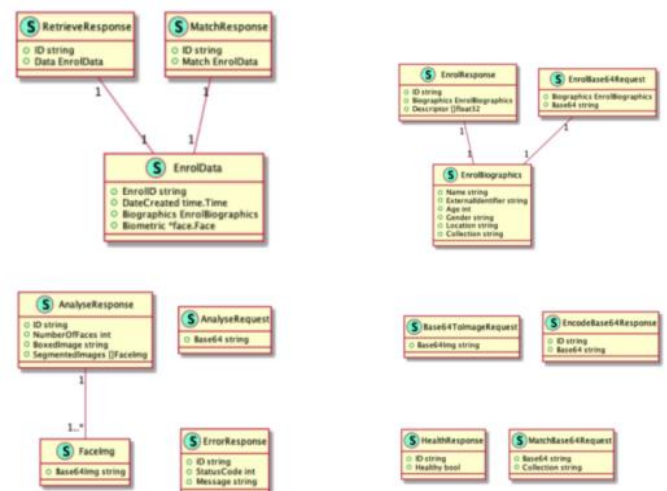 S RetrieveResponse
ID string
Data EnrolData
S MatchResponse
ID string
Match EnrolData
1
1
1
1
S EnrolData
EnrolID string
DateCreated time.Time
Biographics EnrolBiographics
Biometric *face.Face
S EnrolResponse
ID string
Biographics EnrolBiographics
Descriptor []float32
S EnrolBase64Request
Biographics EnrolBiographics
Base64 string
1
1
1
1
S EnrolBiographics
Name string
ExternalIdentifier string
Age int
Gender string
Location string
Collection string
S AnalyseResponse
ID string
NumberOfFaces int
BoxedImage string
SegmentedImages []FaceImg
S AnalyseRequest
Base64 string
1
1..*
S FaceImg
Base64Img string
S ErrorResponse
ID string
StatusCode int
Message string
S Base64ToImageRequest
Base64Img string
S EncodeBase64Response
ID string
Base64 string
S HealthResponse
ID string
Healthy bool
S MatchBase64Request
Base64 string
Collection string